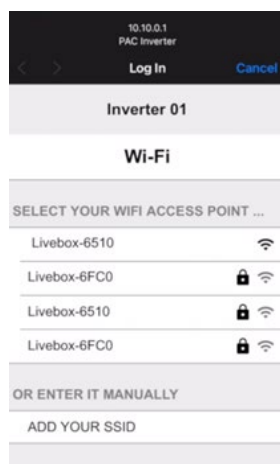 10.10.0.1
PAC Inverter
Log In Cancel
Inverter 01
Wi-Fi
SELECT YOUR WIFI ACCESS POINT ...
Livebox-6510
Livebox-6FC0
Livebox-6510
Livebox-6FC0
OR ENTER IT MANUALLY
ADD YOUR SSID